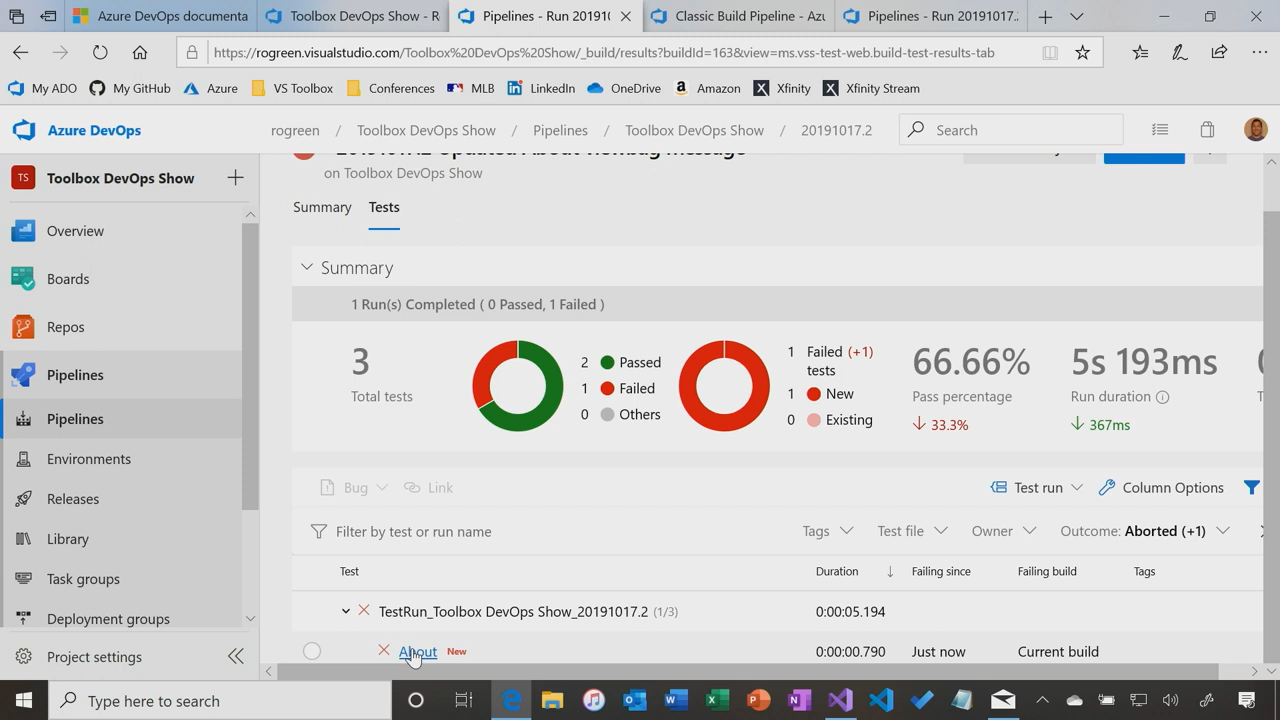 Azure DevOps documenta
Toolbox DevOps Show - R
Pipelines - Run 20191
Classic Build Pipeline - Azu
Pipelines - Run 20191017.
https://rogreen.visualstudio.com/Toolbox%20DevOps%20Show/_build/results?buildId=163&view=ms.vss-test-web.build-test-results-tab
My ADO
My GitHub
Azure
VS Toolbox
Conferences
MLB
LinkedIn
OneDrive
Amazon
Xfinity
Xfinity Stream
Azure DevOps
rogreen / Toolbox DevOps Show / Pipelines / Toolbox DevOps Show / 20191017.2
Search
TS
Toolbox DevOps Show
on Toolbox DevOps Show
Summary
Tests
Overview
Boards
Repos
Pipelines
Pipelines
Environments
Releases
Library
Task groups
Deployment groups
Project settings
Summary
1 Run(s) Completed ( 0 Passed, 1 Failed )
3
Total tests
2 Passed
1 Failed
0 Others
1 Failed (+1)
tests
1 New
0 Existing
66.66%
Pass percentage
33.3%
5s 193ms
Run duration
367ms
Bug
Link
Test run
Column Options
Filter by test or run name
Tags
Test file
Owner
Outcome: Aborted (+1)
Test
Duration
Failing since
Failing build
Tags
TestRun_Toolbox DevOps Show_20191017.2 (1/3)
0:00:05.194
About New
0:00:00.790
Just now
Current build
Type here to search